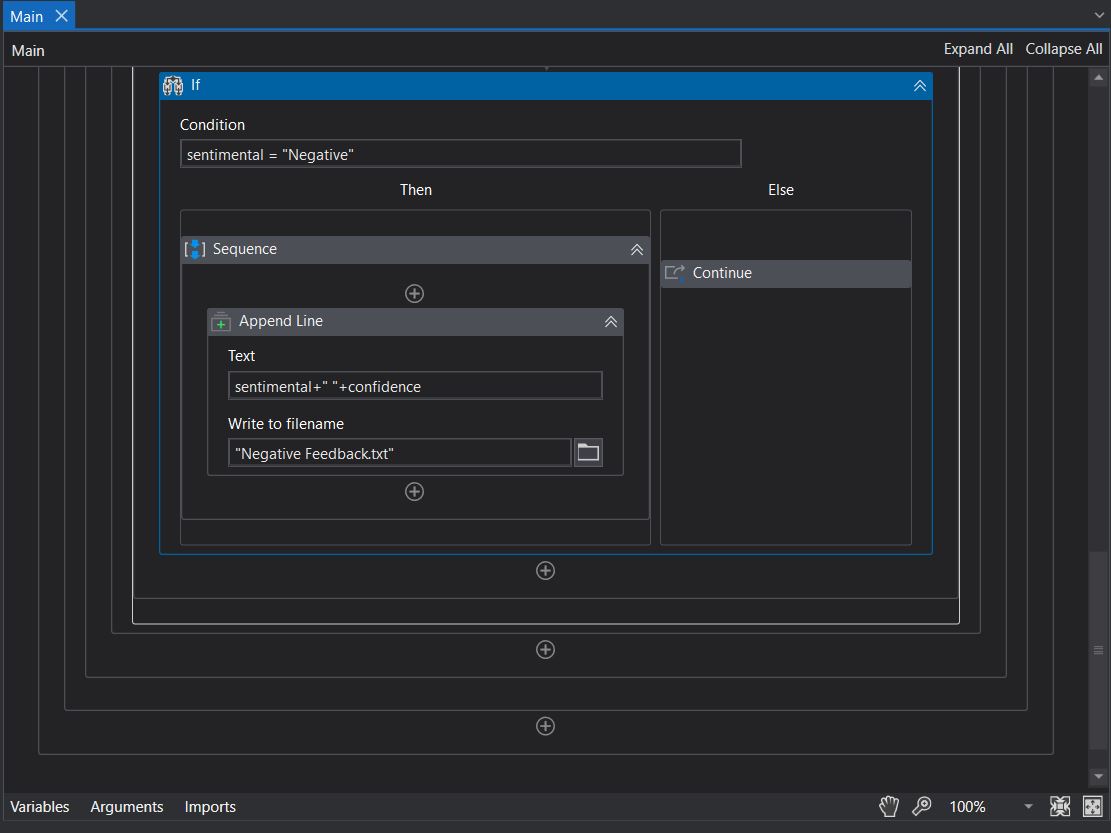 Main
Main
Expand All Collapse All
If
Condition
sentimental = "Negative"
Then
Else
Sequence
Continue
Append Line
Text
sentimental+" "+confidence
Write to filename
"Negative Feedback.txt"
Variables Arguments Imports
100%